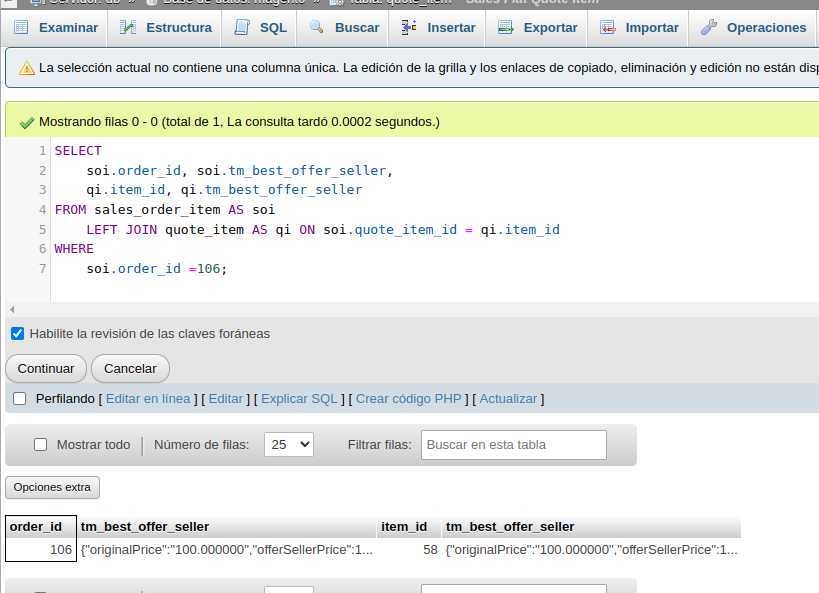 Servidor: db » Base de datos: magento » Tabla: quote_item "Sales Flat Quote Item"
Examinar Estructura SQL Buscar Insertar Exportar Importar Operaciones
La selección actual no contiene una columna única. La edición de la grilla y los enlaces de copiado, eliminación y edición no están disp
Mostrando filas 0 - 0 (total de 1, La consulta tardó 0.0002 segundos.)
1 SELECT
2 soi.order_id, soi.tm_best_offer_seller,
3 qi.item_id, qi.tm_best_offer_seller
4 FROM sales_order_item AS soi
5 LEFT JOIN quote_item AS qi ON soi.quote_item_id = qi.item_id
6 WHERE
7 soi.order_id =106;
Habilite la revisión de las claves foráneas
Continuar Cancelar
Perfilando [ Editar en línea ] [ Editar ] [ Explicar SQL ] [ Crear código PHP ] [ Actualizar ]
Mostrar todo Número de filas: 25 Filtrar filas: Buscar en esta tabla
Opciones extra
order_id tm_best_offer_seller item_id tm_best_offer_seller
106 {"originalPrice":"100.000000","offerSellerPrice":1... 58 {"originalPrice":"100.000000","offerSellerPrice":1...